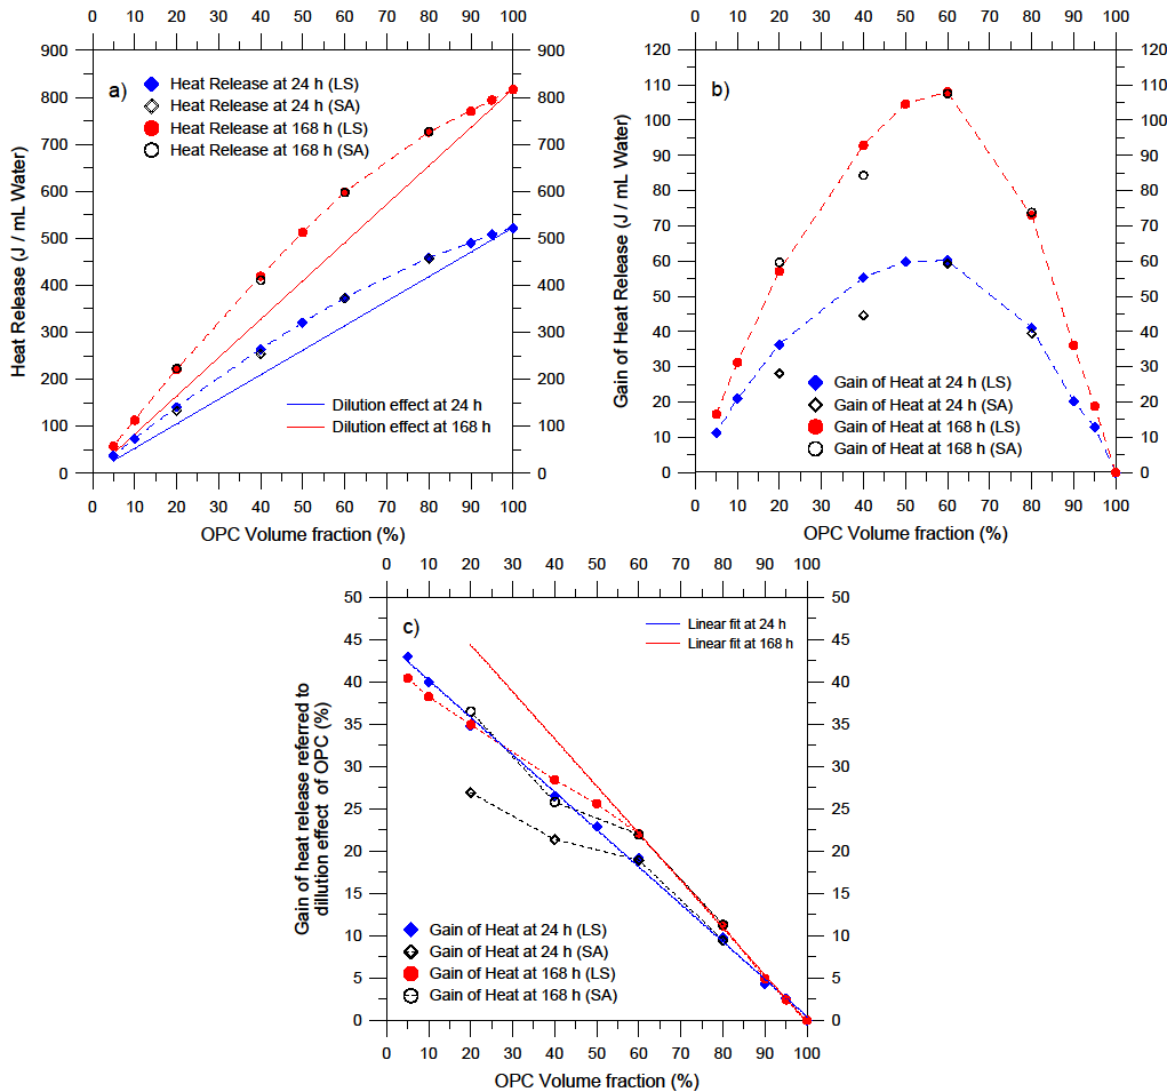 0 10 20 30 40 50 60 70 80 90 100
900 900
800 800
700 700
600 600
500 500
400 400
300 300
200 200
100 100
0 0
a)
Heat Release at 24 h (LS)
Heat Release at 24 h (SA)
Heat Release at 168 h (LS)
Heat Release at 168 h (SA)
Heat Release (J / mL Water)
Dilution effect at 24 h
Dilution effect at 168 h
0 10 20 30 40 50 60 70 80 90 100
OPC Volume fraction (%)
0 10 20 30 40 50 60 70 80 90 100
120 120
110 110
100 100
90 90
80 80
70 70
60 60
50 50
40 40
30 30
20 20
10 10
0 0
b)
Gain of Heat Release (J / mL Water)
Gain of Heat at 24 h (LS)
Gain of Heat at 24 h (SA)
Gain of Heat at 168 h (LS)
Gain of Heat at 168 h (SA)
0 10 20 30 40 50 60 70 80 90 100
OPC Volume fraction (%)
0 10 20 30 40 50 60 70 80 90 100
50 50
45 45
40 40
35 35
30 30
25 25
20 20
15 15
10 10
5 5
0 0
c)
Linear fit at 24 h
Linear fit at 168 h
Gain of heat release referred to
dilution effect of OPC (%)
Gain of Heat at 24 h (LS)
Gain of Heat at 24 h (SA)
Gain of Heat at 168 h (LS)
Gain of Heat at 168 h (SA)
0 10 20 30 40 50 60 70 80 90 100
OPC Volume fraction (%)